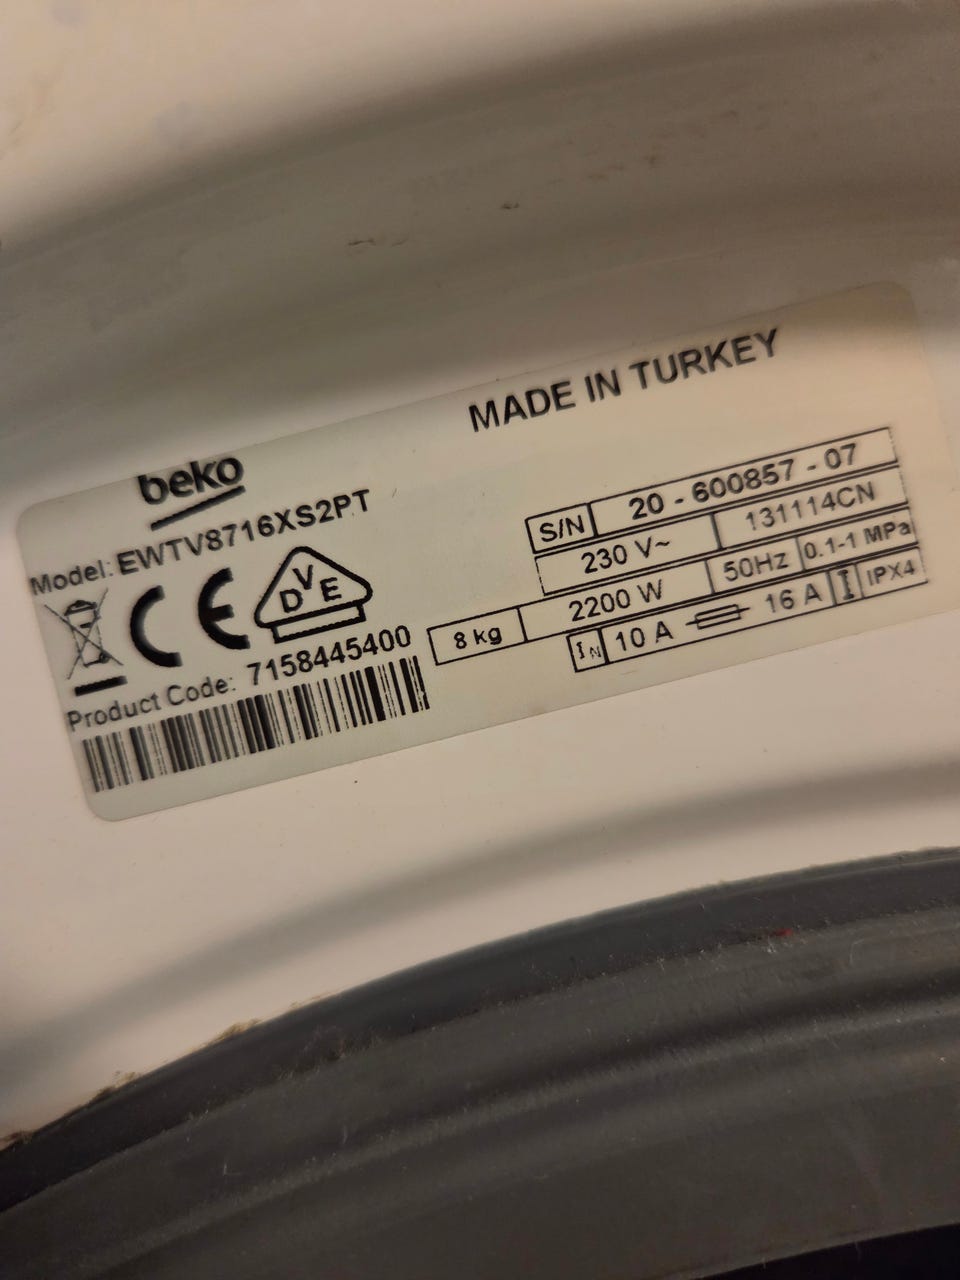 MADE IN TURKEY
beko
Model: EWTV8716XS2PT
DVE
Product Code: 7158445400
S/N 20 - 600857 - 07
230 V~ 131114CN
8 kg 2200 W 50Hz 0.1-1 MPa
IN 10 A 16 A IPX4